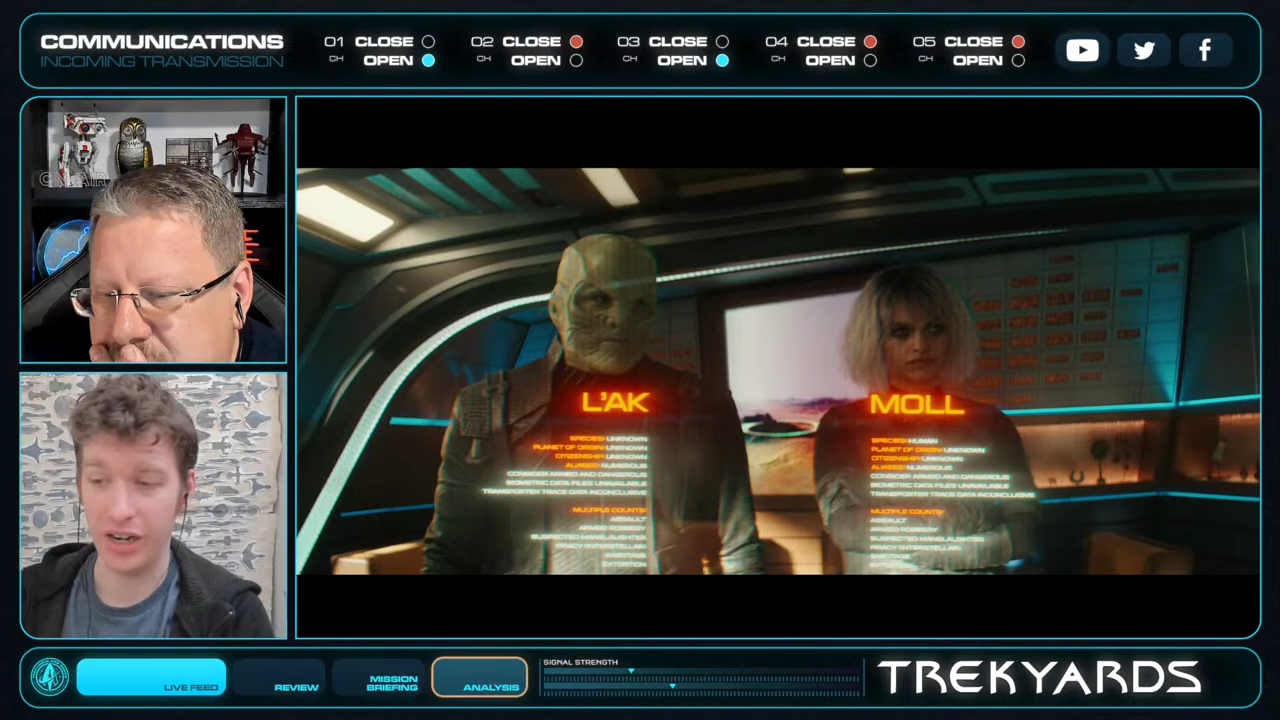 COMMUNICATIONS
INCOMING TRANSMISSION
01 CLOSE
CH OPEN
02 CLOSE
CH OPEN
03 CLOSE
CH OPEN
04 CLOSE
CH OPEN
05 CLOSE
CH OPEN
L'AK
SPECIES: UNKNOWN
PLANET OF ORIGIN: UNKNOWN
CITIZENSHIP: UNKNOWN
ALIASES: NUMEROUS
CONSIDER ARMED AND DANGEROUS
BIOMETRIC DATA FILES UNAVAILABLE
TRANSPORTER TRACE DATA INCONCLUSIVE
MULTIPLE COUNTS:
ASSAULT
ARMED ROBBERY
SUSPECTED MANSLAUGHTER
PIRACY (INTERSTELLAR)
SABOTAGE
EXTORTION
MOLL
SPECIES: HUMAN
PLANET OF ORIGIN: UNKNOWN
CITIZENSHIP: UNKNOWN
ALIASES: NUMEROUS
CONSIDER ARMED AND DANGEROUS
BIOMETRIC DATA FILES UNAVAILABLE
TRANSPORTER TRACE DATA INCONCLUSIVE
MULTIPLE COUNTS:
ASSAULT
ARMED ROBBERY
SUSPECTED MANSLAUGHTER
PIRACY (INTERSTELLAR)
SABOTAGE
LIVE FEED
REVIEW
MISSION
BRIEFING
ANALYSIS
SIGNAL STRENGTH
TREKYARDS